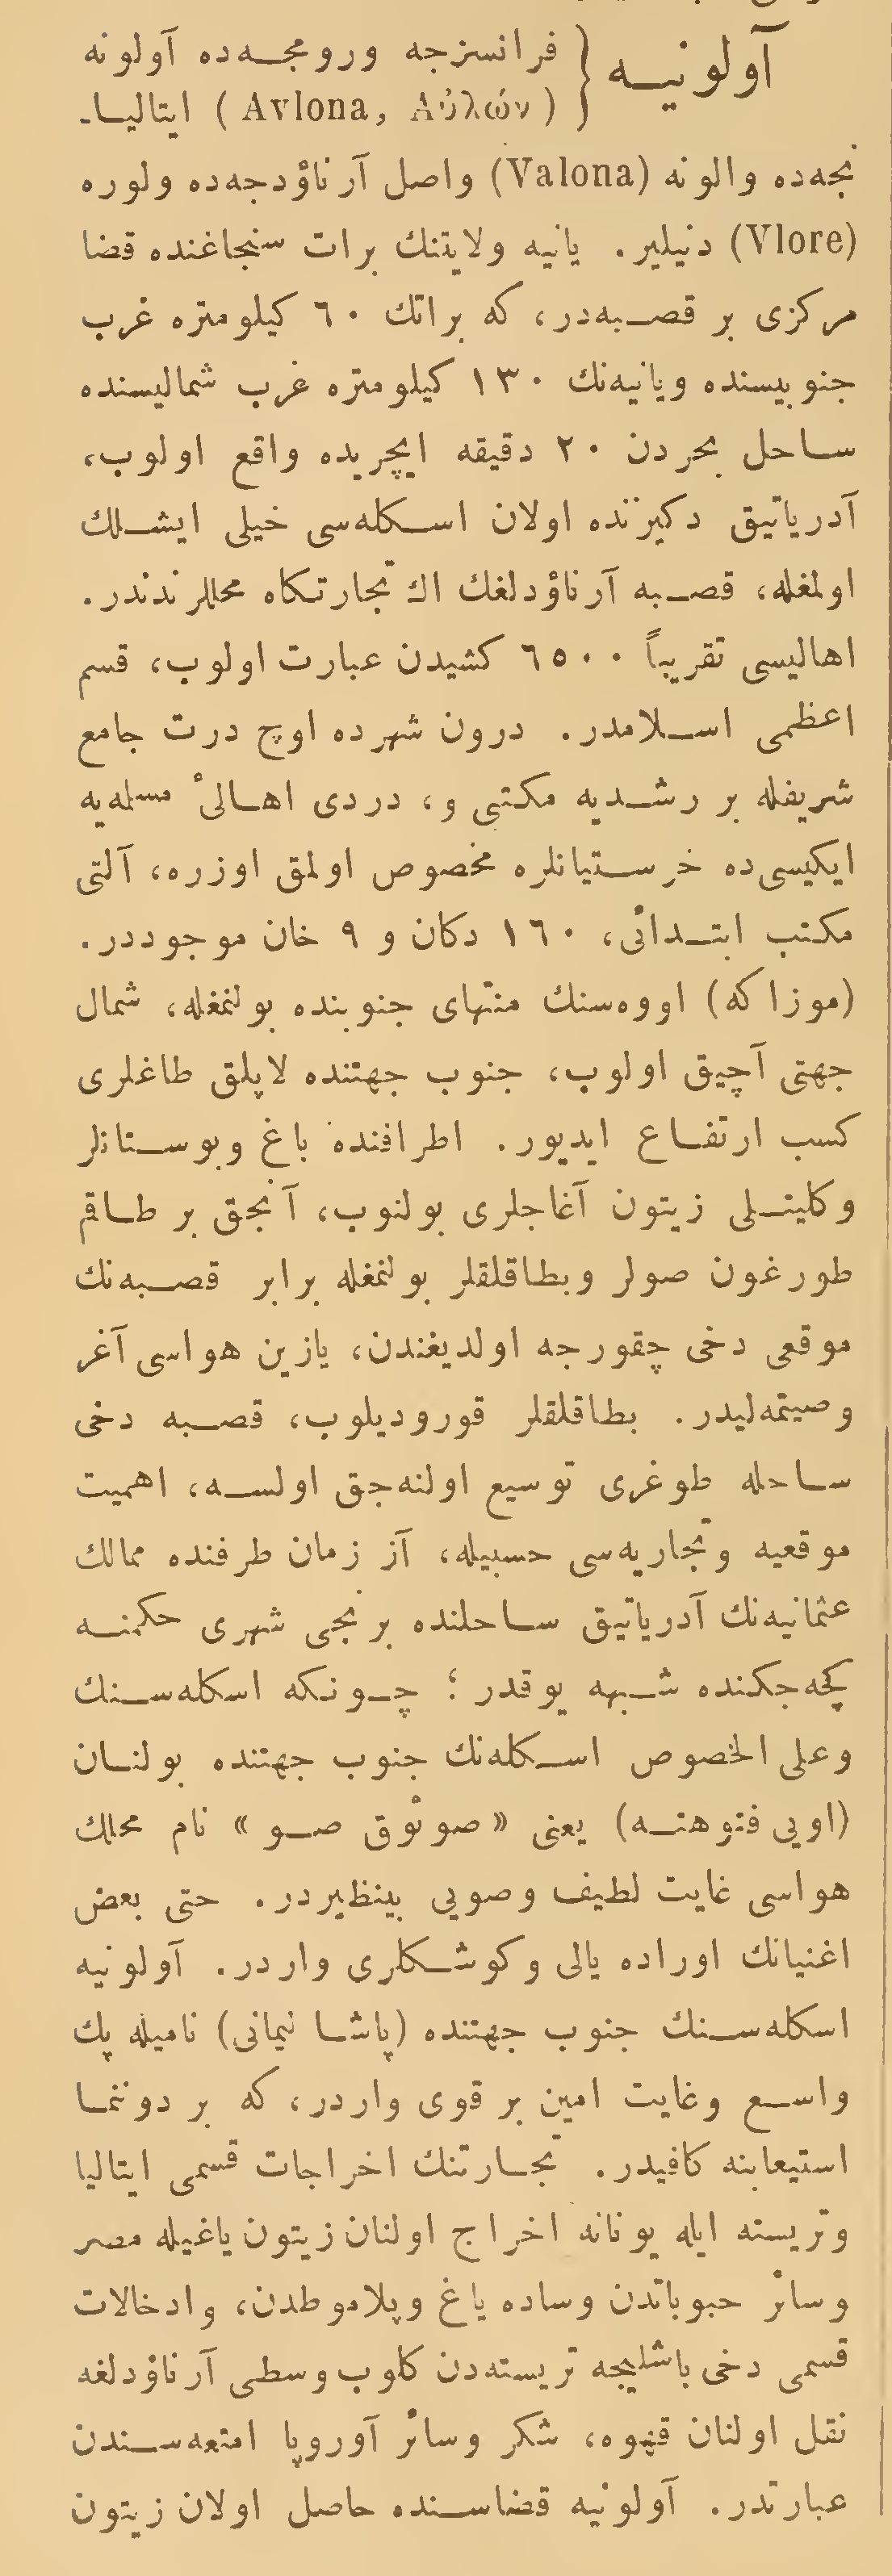 آولونیه { فرانسزجه ورومجه‌ده آولونه
( Avlona, Αὐλών ) ایتالیا-
نجه‌ده والونه (Valona) واصل آرناؤدجه‌ده ولوره
(Vlore) دنیلیر. یانیه ولایتنك برات سنجاغنده قضا
مرکزی بر قصبه‌در، که براتك ٦٠ کیلومتره غرب
جنوبیسنده ویانیه‌نك ١٣٠ کیلومتره غرب شمالیسنده
ساحل بحردن ٢٠ دقیقه ایچریده واقع اولوب،
آدریاتیق دکیزنده اولان اسکله‌سی خیلی ایشلك
اولمغله، قصبه آرناؤدلغك اك تجارتکاه محللرندندر.
اهالیسی تقریباً ٦٥٠٠ کشیدن عبارت اولوب، قسم
اعظمی اسلامدر. درون شهرده اوچ درت جامع
شریفله بر رشدیه مکتبی و، دردی اهالیٔ مسلمه‌یه
ایکیسی‌ده خرستیانلره مخصوص اولمق اوزره، آلتی
مکتب ابتدائی، ١٦٠ دکان و ٩ خان موجوددر.
(موزاکه) اووه‌سنك منتهای جنوبنده بولنمغله، شمال
جهتی آچیق اولوب، جنوب جهتنده لاپلق طاغلری
کسب ارتفاع ایدیور. اطرافنده باغ وبوستانلر
وکلیتلی زیتون آغاجلری بولنوب، آنجق بر طاقم
طورغون صولر وبطاقلقلر بولنمغله برابر قصبه‌نك
موقعی دخی چقورجه اولدیغندن، یازین هواسی آغر
وصیتمه‌لیدر. بطاقلقلر قورودیلوب، قصبه دخی
ساحله طوغری توسیع اولنه‌جق اولسه، اهمیت
موقعیه وتجاریه‌سی حسبیله، آز زمان ظرفنده ممالك
عثمانیه‌نك آدریاتیق ساحلنده برنجی شهری حکمنه
کچه‌جکنده شبهه یوقدر؛ چونکه اسکله‌سنك
وعلی الخصوص اسکله‌نك جنوب جهتنده بولنان
(اویی فتوهته) یعنی «صوئوق صو» نام محلك
هواسی غایت لطیف وصویی بینظیردر. حتی بعض
اغنیانك اوراده یالی وکوشکلری واردر. آولونیه
اسکله‌سنك جنوب جهتنده (پاشا لیمانی) نامیله پك
واسع وغایت امین بر قوی واردر، که بر دوننما
استیعابنه کافیدر. تجارتنك اخراجات قسمی ایتالیا
وتریسته ایله یونانه اخراج اولنان زیتون یاغیله مصر
وسائر حبوباتدن وساده یاغ وپلاموطدن، وادخالات
قسمی دخی باشلیجه تریسته‌دن کلوب وسطی آرناؤدلغه
نقل اولنان قهوه، شکر وسائر آوروپا امتعه‌سندن
عبارتدر. آولونیه قضاسنده حاصل اولان زیتون